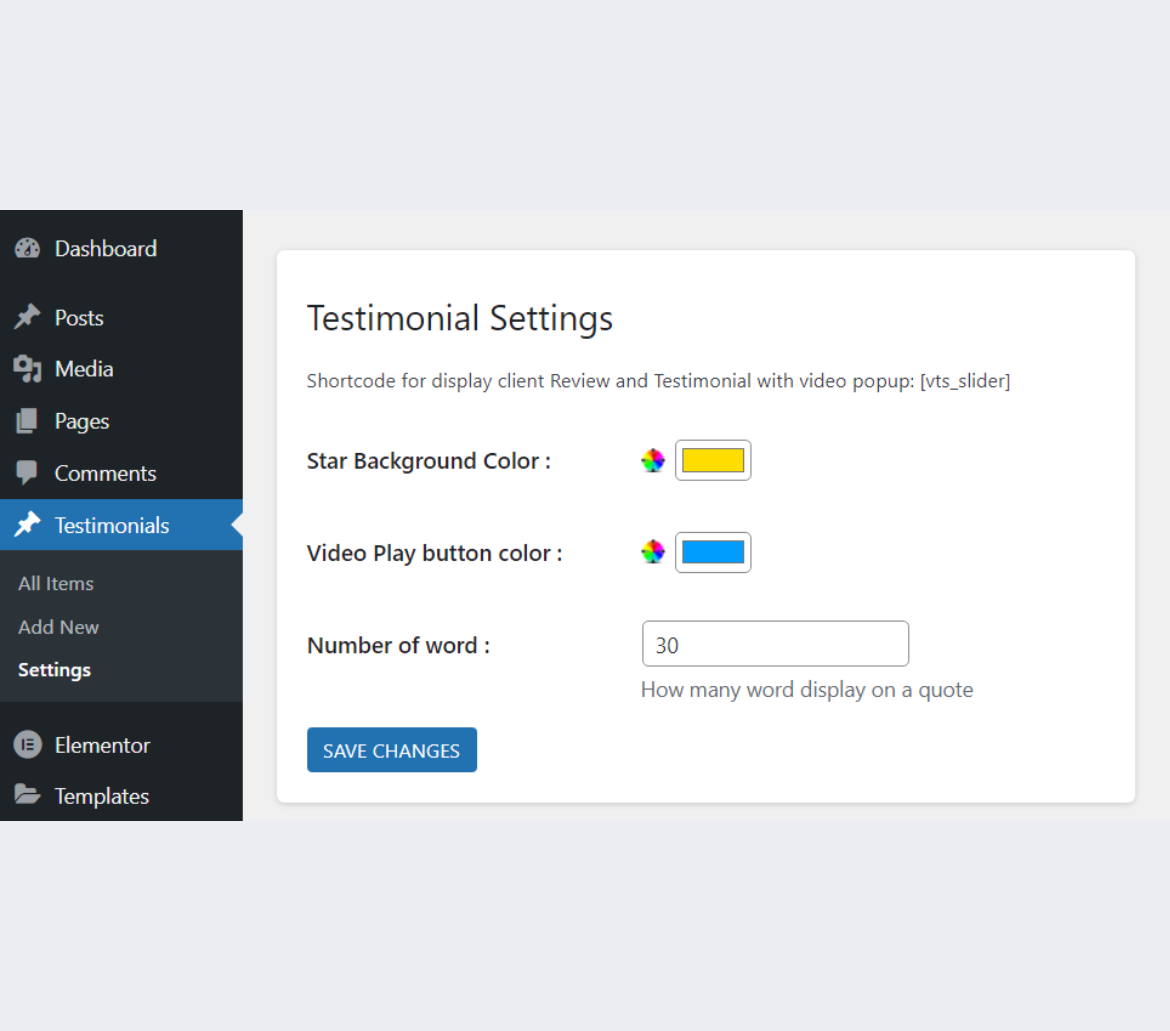 Dashboard
Posts
Media
Pages
Comments
Testimonials
All Items
Add New
Settings
Elementor
Templates
Testimonial Settings
Shortcode for display client Review and Testimonial with video popup: [vts_slider]
Star Background Color :
Video Play button color :
Number of word :
30
How many word display on a quote
SAVE CHANGES